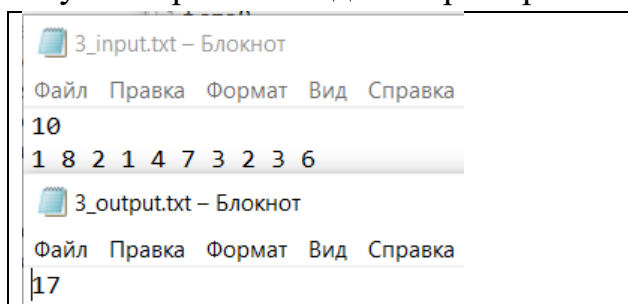 3_input.txt – Блокнот
Файл Правка Формат Вид Справка
10
1 8 2 1 4 7 3 2 3 6
3_output.txt – Блокнот
Файл Правка Формат Вид Справка
17